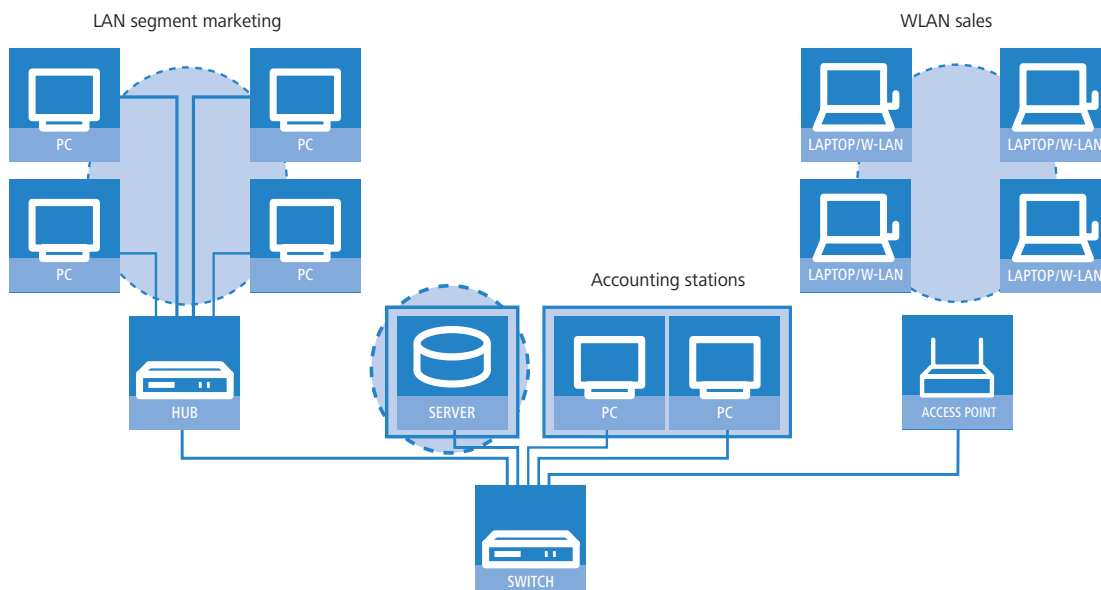 LAN segment marketing
WLAN sales
PC
PC
LAPTOP/W-LAN
LAPTOP/W-LAN
PC
PC
LAPTOP/W-LAN
LAPTOP/W-LAN
Accounting stations
HUB
SERVER
PC
PC
ACCESS POINT
SWITCH